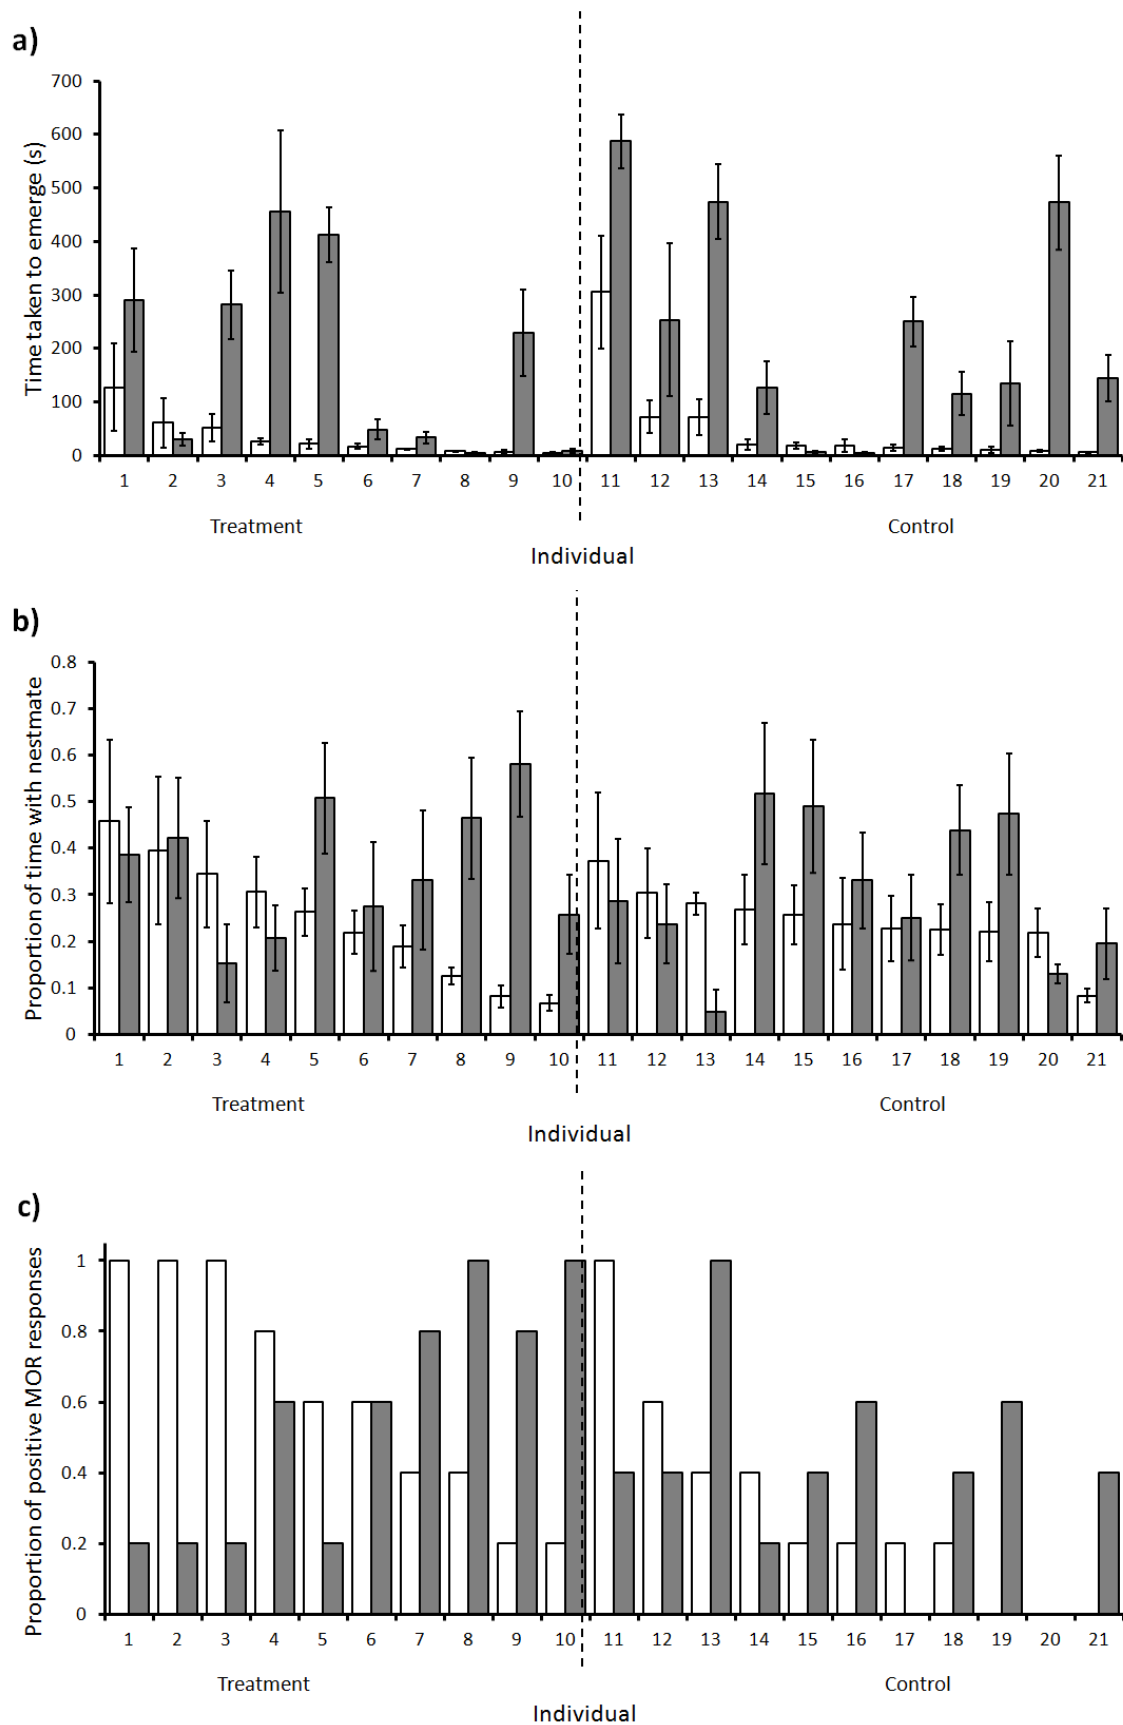 a)
Time taken to emerge (s)
700
600
500
400
300
200
100
0
1 2 3 4 5 6 7 8 9 10 11 12 13 14 15 16 17 18 19 20 21
Treatment Control
Individual
b)
Proportion of time with nestmate
0.8
0.7
0.6
0.5
0.4
0.3
0.2
0.1
0
1 2 3 4 5 6 7 8 9 10 11 12 13 14 15 16 17 18 19 20 21
Treatment Control
Individual
c)
Proportion of positive MOR responses
1
0.8
0.6
0.4
0.2
0
1 2 3 4 5 6 7 8 9 10 11 12 13 14 15 16 17 18 19 20 21
Treatment Control
Individual